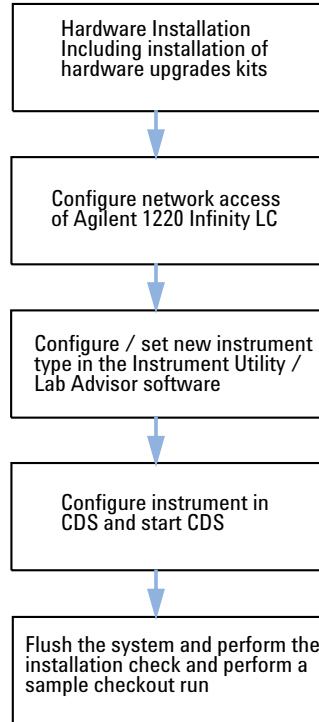 Hardware Installation
Including installation of
hardware upgrades kits
Configure network access
of Agilent 1220 Infinity LC
Configure / set new instrument
type in the Instrument Utility /
Lab Advisor software
Configure instrument in
CDS and start CDS
Flush the system and perform the
installation check and perform a
sample checkout run